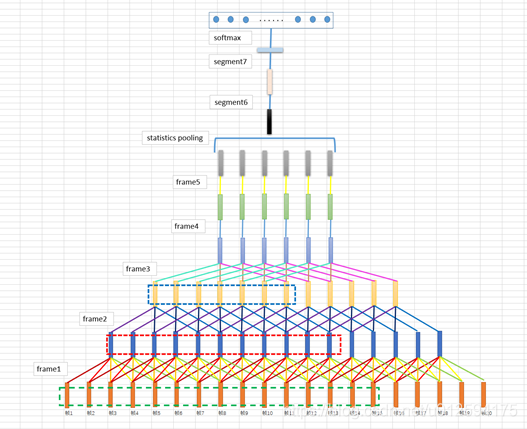 softmax
segment7
segment6
statistics pooling
frame5
frame4
frame3
frame2
frame1
帧1 帧2 帧3 帧4 帧5 帧6 帧7 帧8 帧9 帧10 帧11 帧12 帧13 帧14 帧15 帧16 帧17 帧18 帧19 帧20